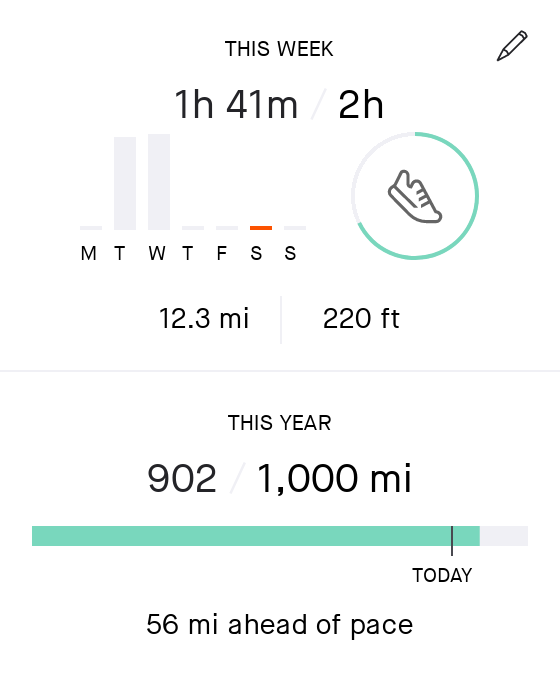 THIS WEEK
1h 41m / 2h
M T W T F S S
12.3 mi 220 ft
THIS YEAR
902 / 1,000 mi
TODAY
56 mi ahead of pace